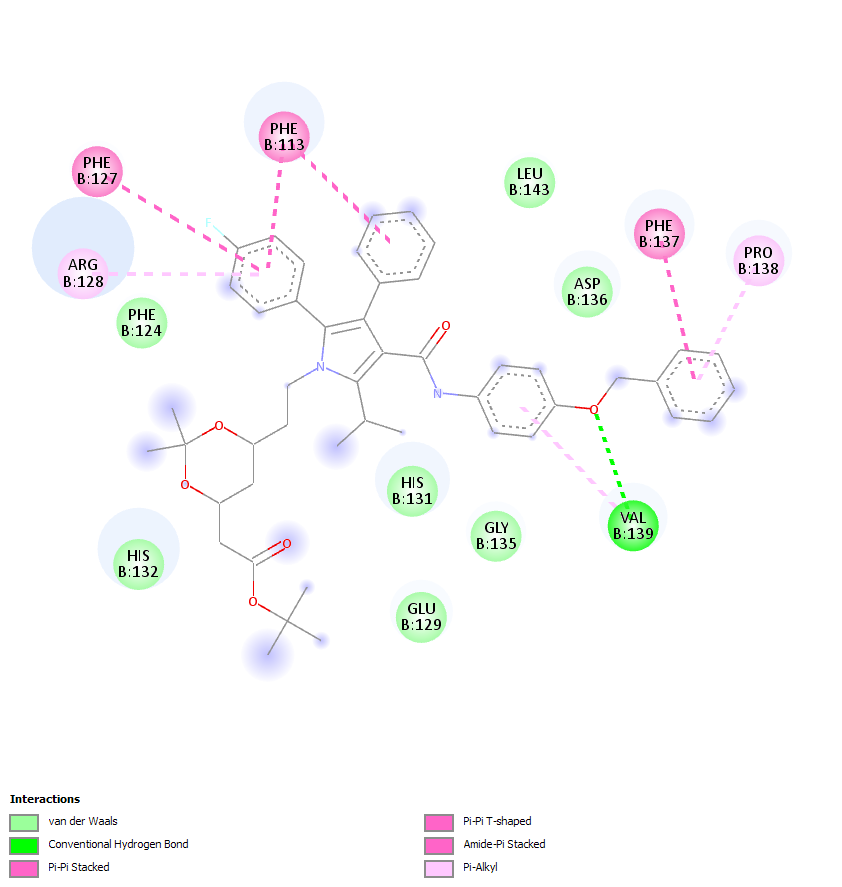 PHE
B:113
PHE
B:127
LEU
B:143
F
PHE
B:137
PRO
B:138
ARG
B:128
ASP
B:136
PHE
B:124
O
N
N
O
O
HIS
B:131
O
VAL
B:139
GLY
B:135
O
HIS
B:132
O
GLU
B:129
Interactions
van der Waals
Conventional Hydrogen Bond
Pi-Pi Stacked
Pi-Pi T-shaped
Amide-Pi Stacked
Pi-Alkyl